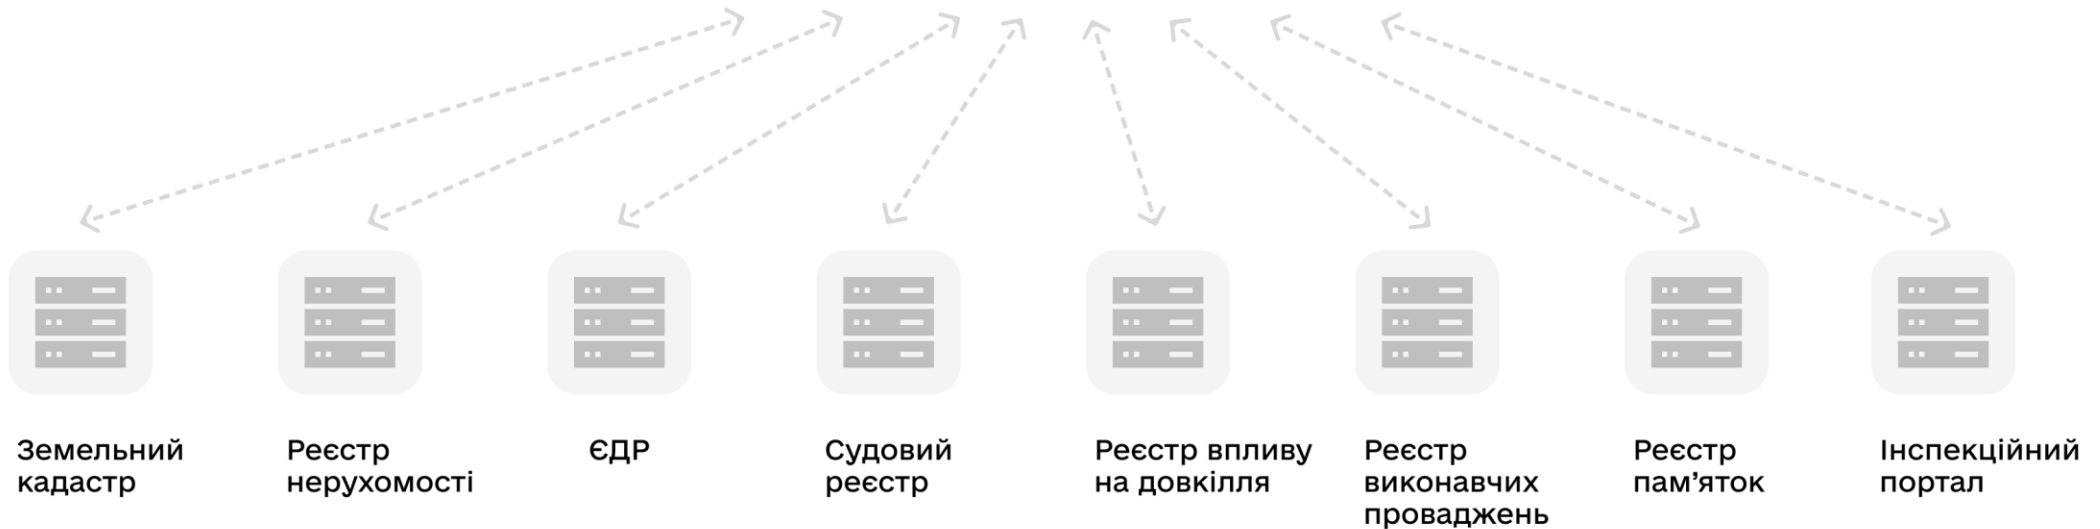 Земельний
кадастр
Реєстр
нерухомості
ЄДР
Судовий
реєстр
Реєстр впливу
на довкілля
Реєстр
виконавчих
проваджень
Реєстр
пам’яток
Інспекційний
портал